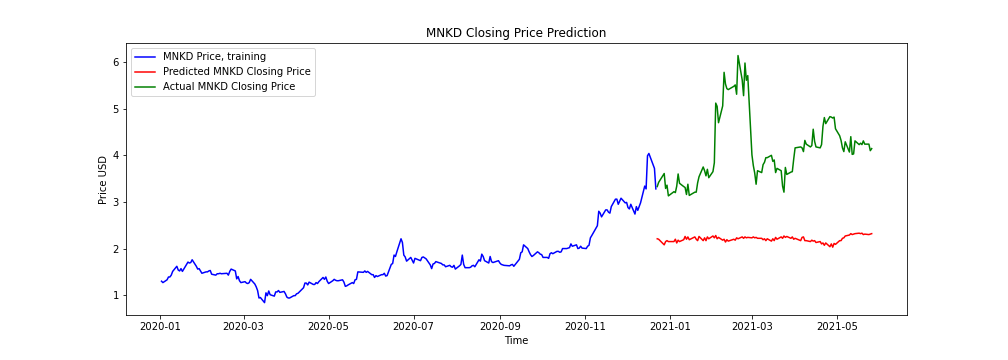 MNKD Closing Price Prediction
MNKD Price, training
Predicted MNKD Closing Price
Actual MNKD Closing Price
Price USD
6
5
4
3
2
1
2020-01
2020-03
2020-05
2020-07
2020-09
2020-11
2021-01
2021-03
2021-05
Time